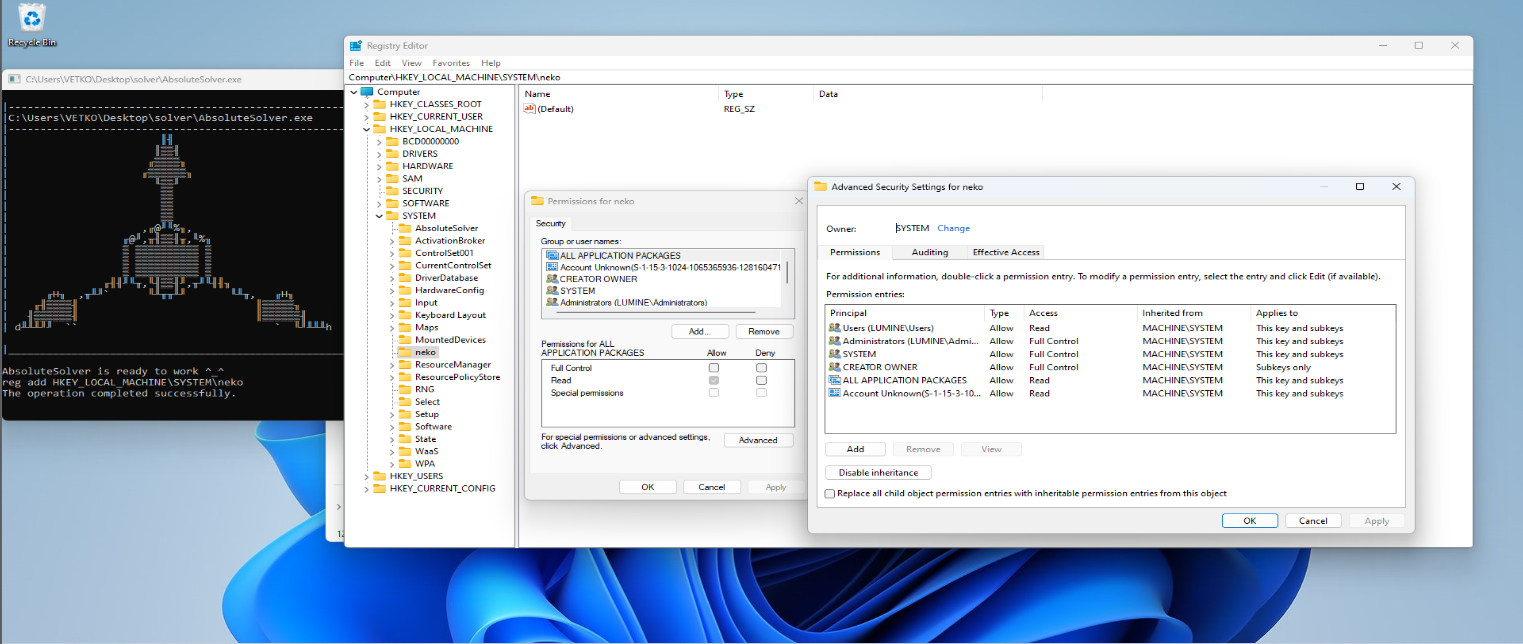 Recycle Bin
C:\Users\VETKO\Desktop\solver\AbsoluteSolver.exe
|C:\Users\VETKO\Desktop\solver\AbsoluteSolver.exe
AbsoluteSolver is ready to work ^_^
reg add HKEY_LOCAL_MACHINE\SYSTEM\neko
The operation completed successfully.
Registry Editor
File Edit View Favorites Help
Computer\HKEY_LOCAL_MACHINE\SYSTEM\neko
Computer
HKEY_CLASSES_ROOT
HKEY_CURRENT_USER
HKEY_LOCAL_MACHINE
BCD00000000
DRIVERS
HARDWARE
SAM
SECURITY
SOFTWARE
SYSTEM
AbsoluteSolver
ActivationBroker
ControlSet001
CurrentControlSet
DriverDatabase
HardwareConfig
Input
Keyboard Layout
Maps
MountedDevices
neko
ResourceManager
ResourcePolicyStore
RNG
Select
Setup
Software
State
WaaS
WPA
HKEY_USERS
HKEY_CURRENT_CONFIG
Name Type Data
ab (Default) REG_SZ
Permissions for neko
Security
Group or user names:
ALL APPLICATION PACKAGES
Account Unknown(S-1-15-3-1024-1065365936-128160471
CREATOR OWNER
SYSTEM
Administrators (LUMINE\Administrators)
Add... Remove
Permissions for ALL
APPLICATION PACKAGES Allow Deny
Full Control
Read
Special permissions
For special permissions or advanced settings,
click Advanced. Advanced
OK Cancel Apply
Advanced Security Settings for neko
Owner: SYSTEM Change
Permissions Auditing Effective Access
For additional information, double-click a permission entry. To modify a permission entry, select the entry and click Edit (if available).
Permission entries:
Principal Type Access Inherited from Applies to
Users (LUMINE\Users) Allow Read MACHINE\SYSTEM This key and subkeys
Administrators (LUMINE\Admi... Allow Full Control MACHINE\SYSTEM This key and subkeys
SYSTEM Allow Full Control MACHINE\SYSTEM This key and subkeys
CREATOR OWNER Allow Full Control MACHINE\SYSTEM Subkeys only
ALL APPLICATION PACKAGES Allow Read MACHINE\SYSTEM This key and subkeys
Account Unknown(S-1-15-3-10... Allow Read MACHINE\SYSTEM This key and subkeys
Add Remove View
Disable inheritance
Replace all child object permission entries with inheritable permission entries from this object
OK Cancel Apply